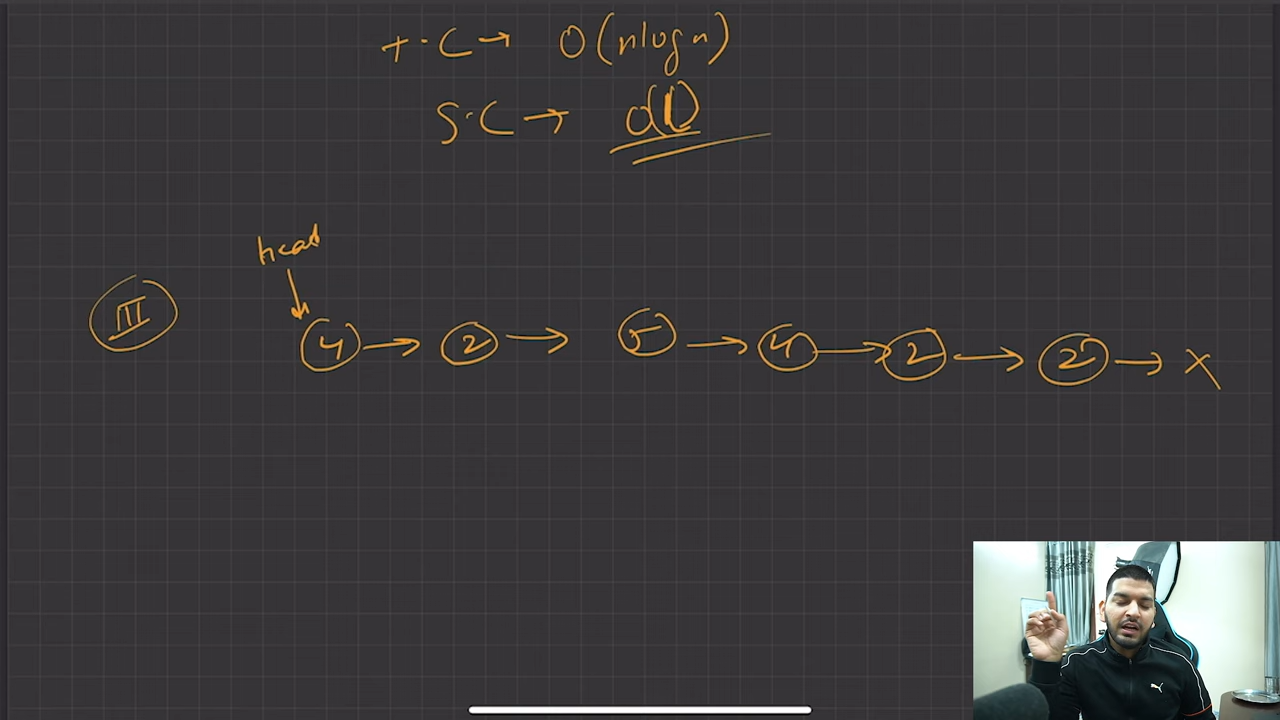 T.C → O(nlogn)
S.C → O(1)
head
III
4 → 2 → 5 → 4 → 2 → 2 → X